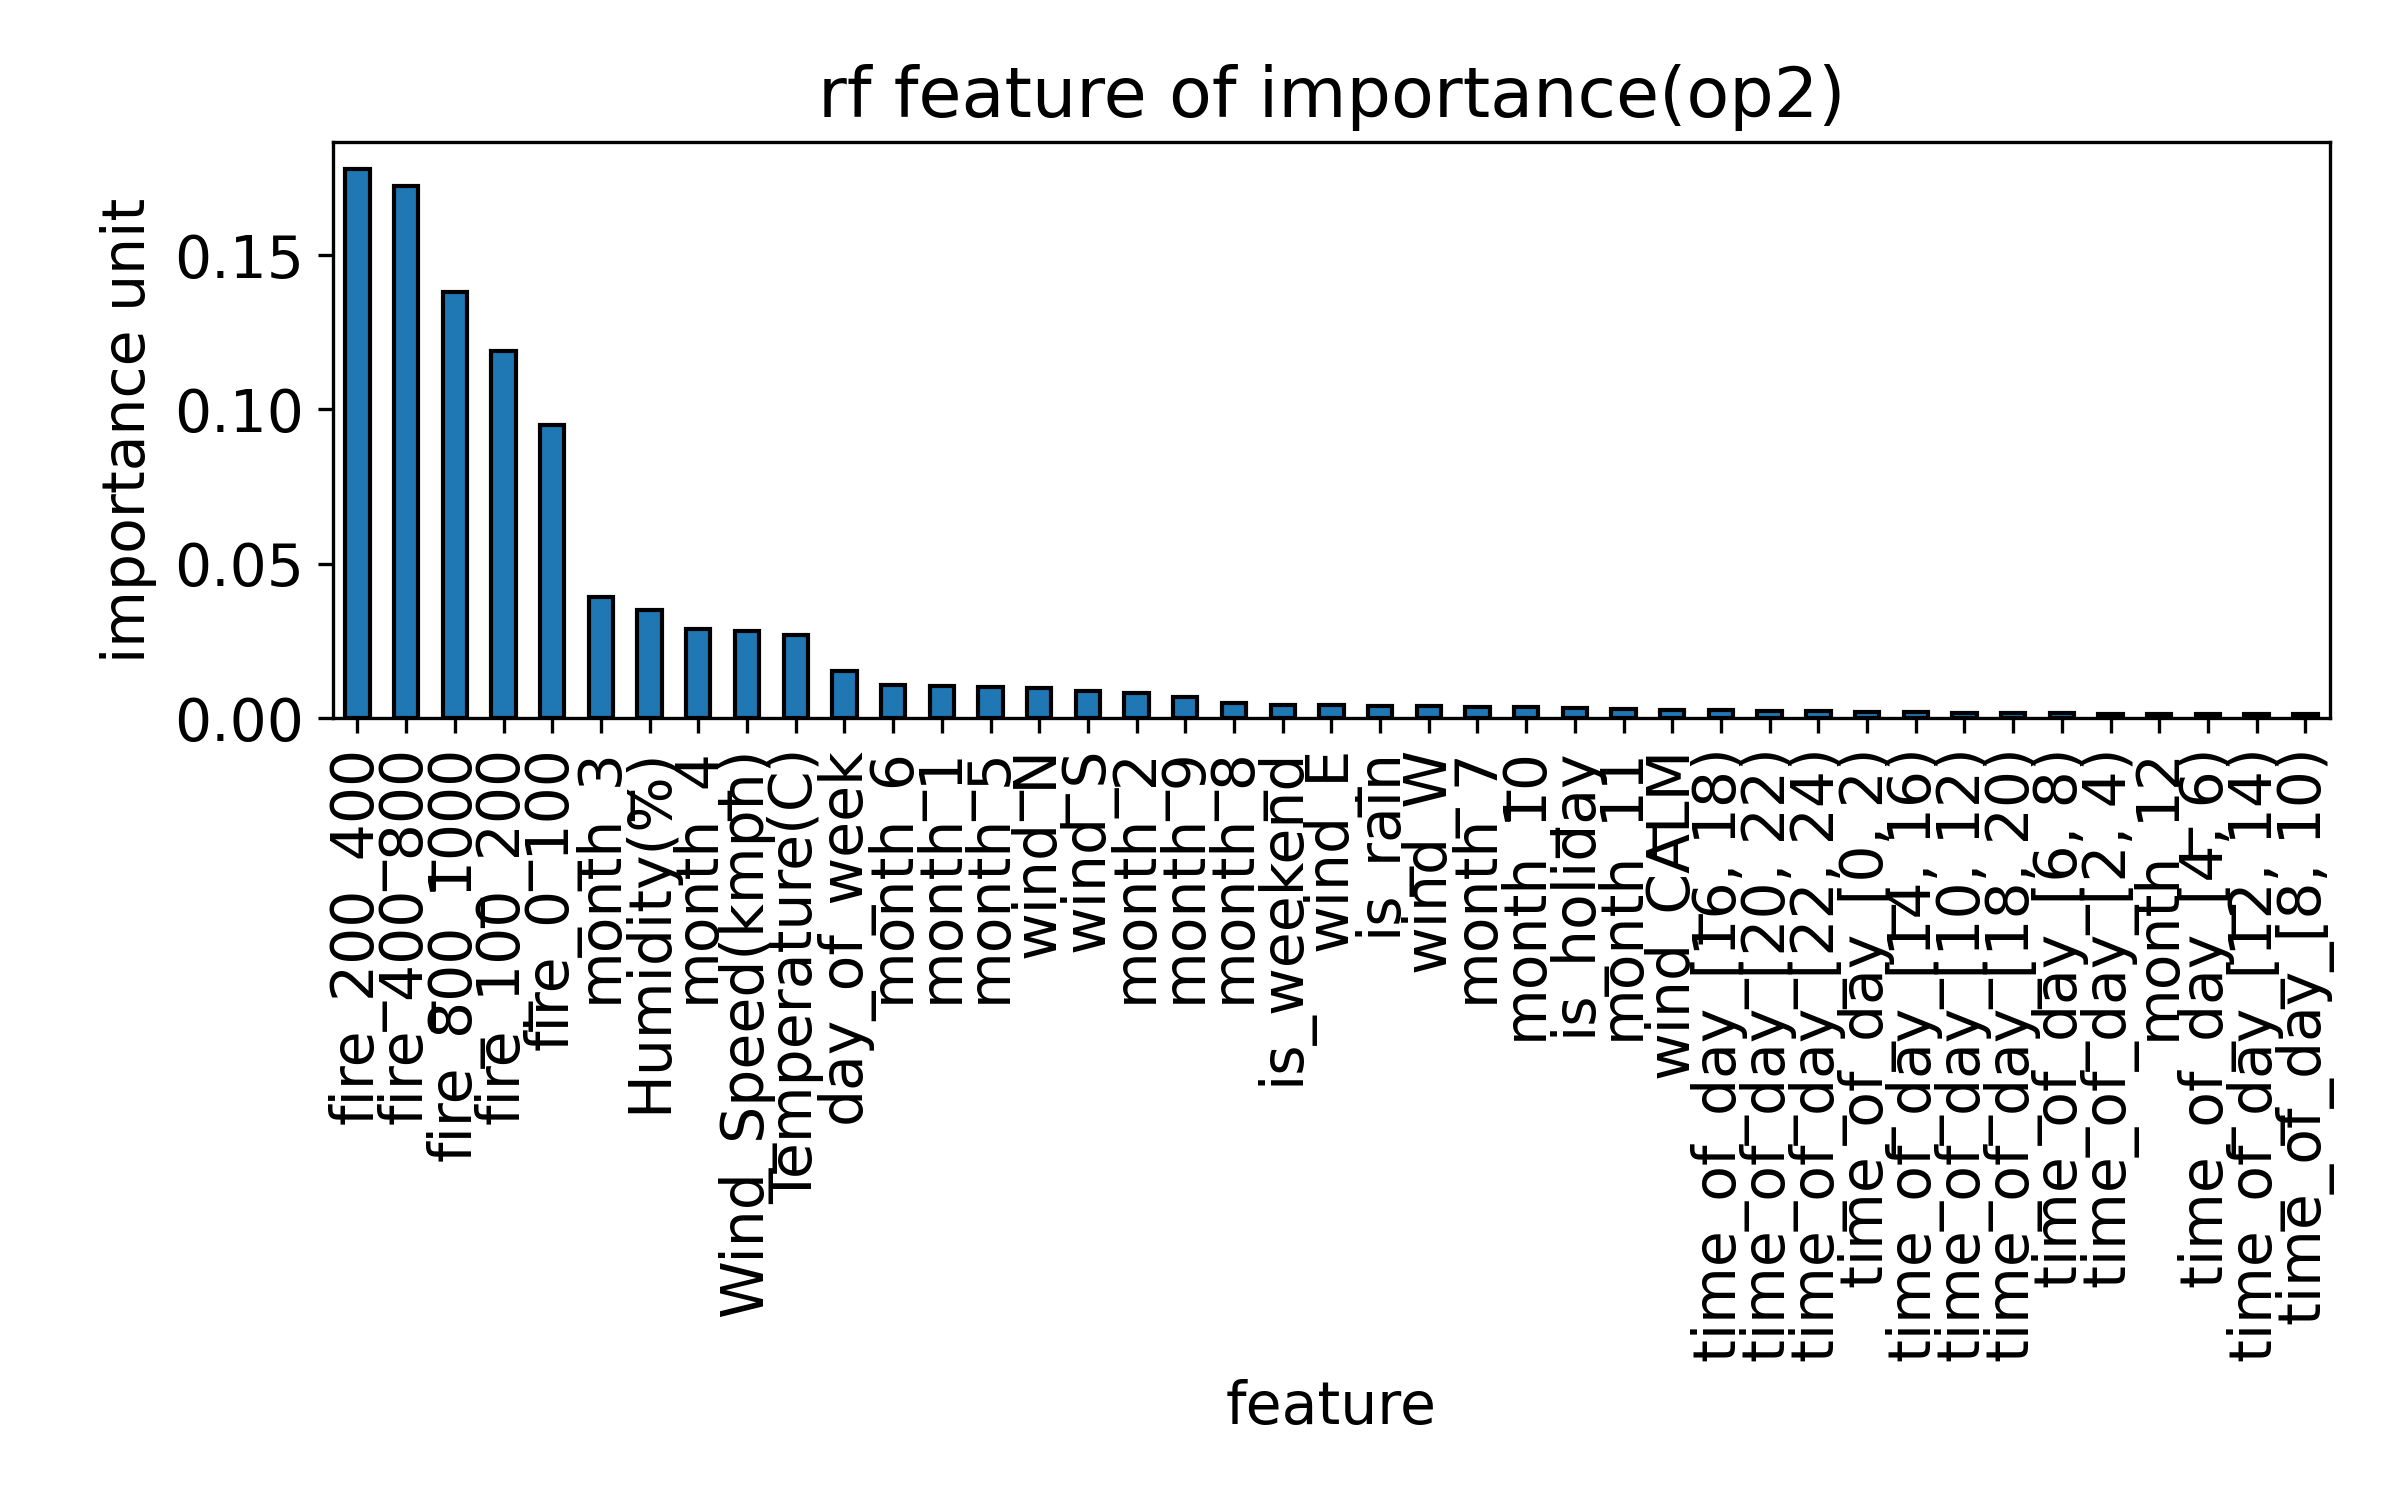 rf feature of importance(op2)
importance unit
0.15
0.10
0.05
0.00
fire_200_400
fire_400_800
fire_800_1000
fire_100_200
fire_0_100
month_3
Humidity(%)
month_4
Wind_Speed(kmph)
Temperature(C)
day_of_week
month_6
month_1
month_5
wind_N
wind_S
month_2
month_9
month_8
is_weekend
wind_E
is_rain
wind_W
month_7
month_10
is_holiday
month_11
wind_CALM
time_of_day_[16, 18)
time_of_day_[20, 22)
time_of_day_[22, 24)
time_of_day_[0, 2)
time_of_day_[14, 16)
time_of_day_[10, 12)
time_of_day_[18, 20)
time_of_day_[6, 8)
time_of_day_[2, 4)
month_12
time_of_day_[4, 6)
time_of_day_[12, 14)
time_of_day_[8, 10)
feature